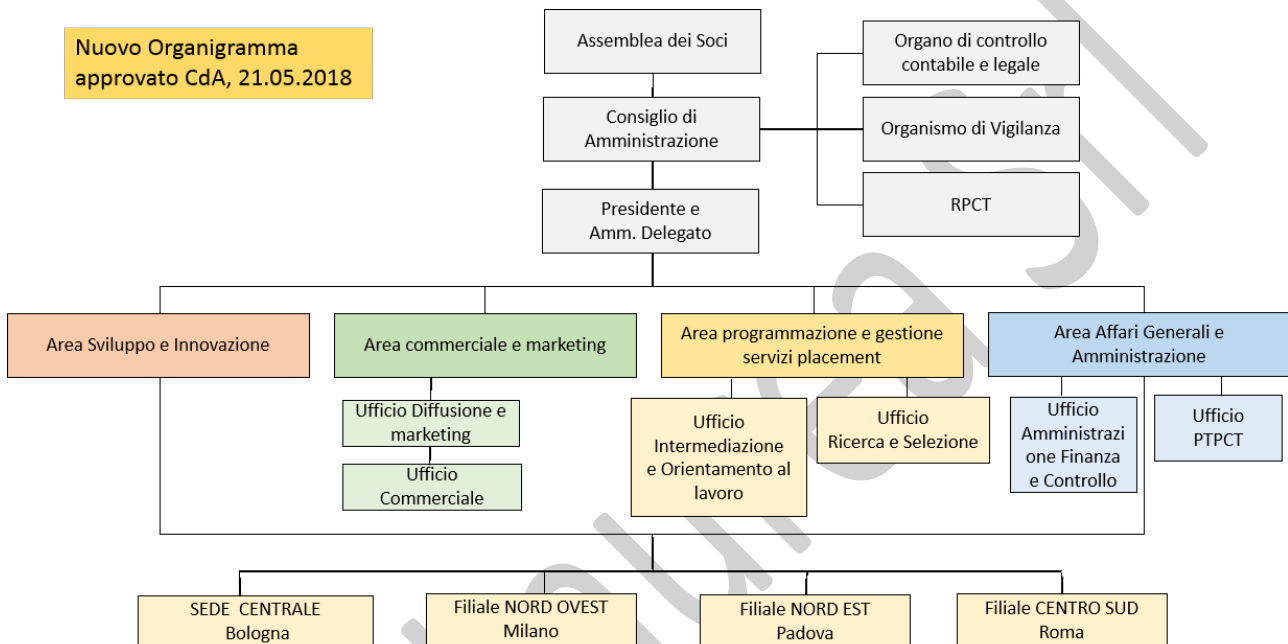 Nuovo Organigramma
approvato CdA, 21.05.2018
Assemblea dei Soci
Organo di controllo
contabile e legale
Consiglio di
Amministrazione
Organismo di Vigilanza
Presidente e
Amm. Delegato
RPCT
Area Sviluppo e Innovazione
Area commerciale e marketing
Area programmazione e gestione
servizi placement
Area Affari Generali e
Amministrazione
Ufficio Diffusione e
marketing
Ufficio
Commerciale
Ufficio
Intermediazione
e Orientamento al
lavoro
Ufficio
Ricerca e Selezione
Ufficio
Amministrazi
one Finanza
e Controllo
Ufficio
PTPCT
SEDE CENTRALE
Bologna
Filiale NORD OVEST
Milano
Filiale NORD EST
Padova
Filiale CENTRO SUD
Roma